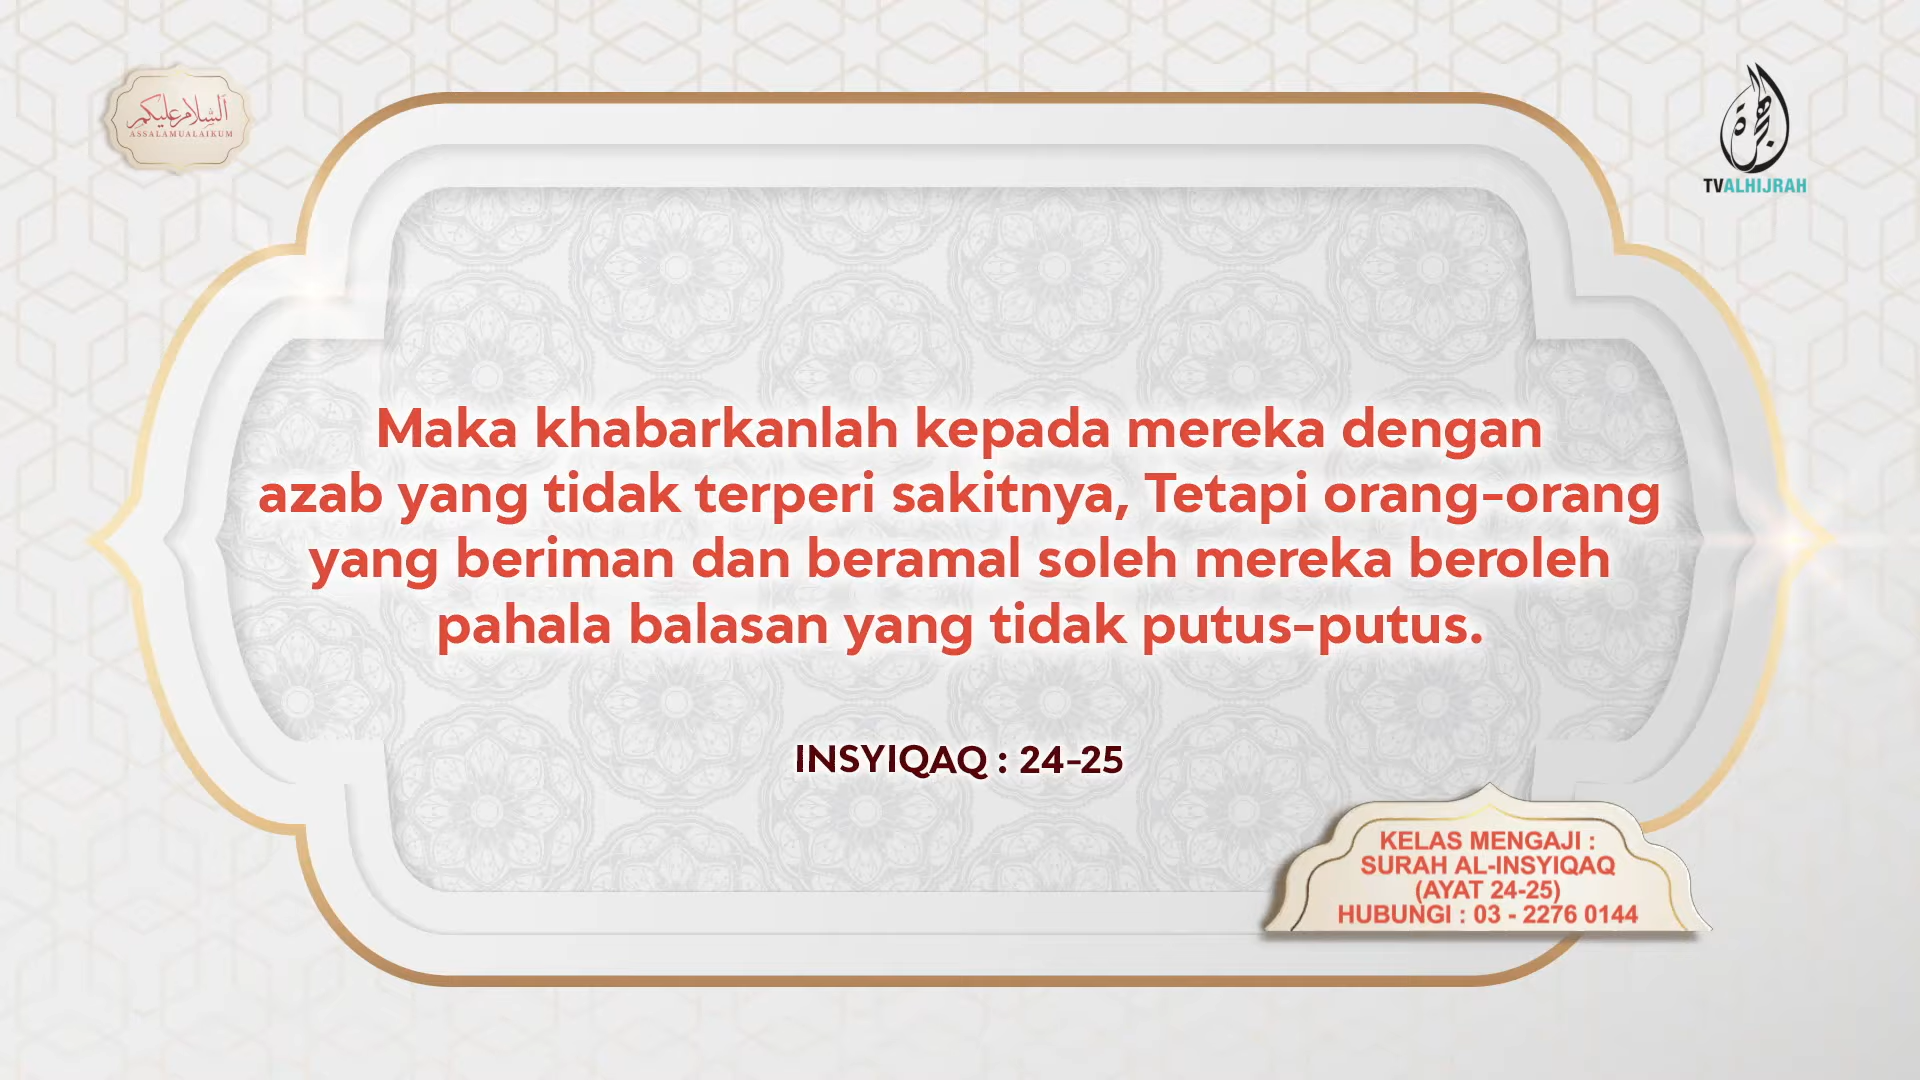 السلام عليكم
ASSALAMUALAIKUM
الهجرة
TVALHIJRAH
Maka khabarkanlah kepada mereka dengan
azab yang tidak terperi sakitnya, Tetapi orang-orang
yang beriman dan beramal soleh mereka beroleh
pahala balasan yang tidak putus-putus.
INSYIQAQ : 24-25
KELAS MENGAJI :
SURAH AL-INSYIQAQ
(AYAT 24-25)
HUBUNGI : 03 - 2276 0144